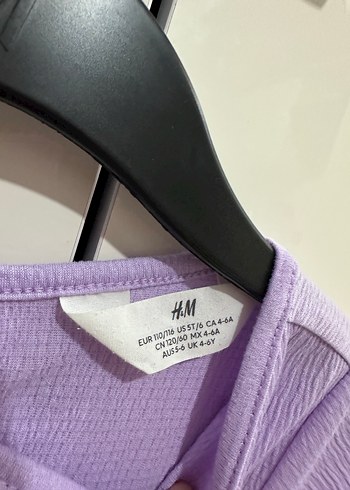 H&M
EUR 110/116 US 5T/6 CA 4-6A
CN 120/60 MX 4-6A
AUS 5-6 UK 4-6Y